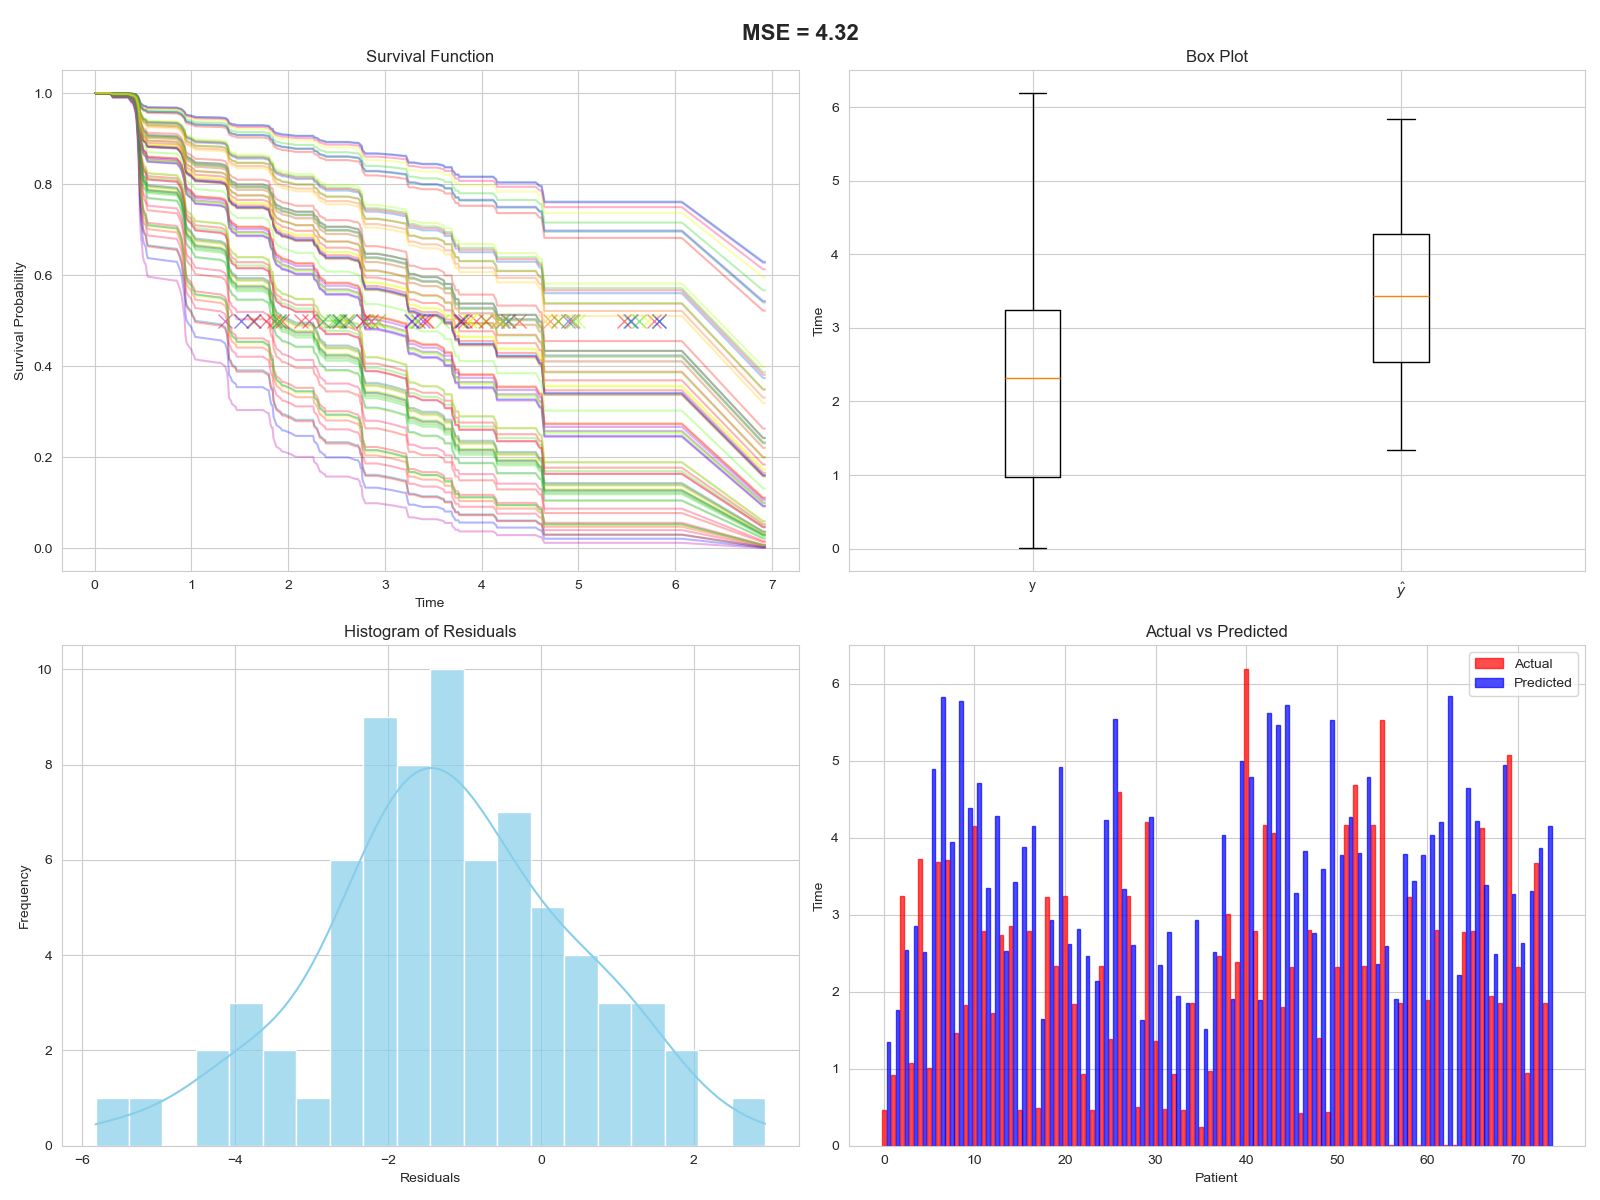 MSE = 4.32
Survival Function
Survival Probability
1.0
0.8
0.6
0.4
0.2
0.0
0 1 2 3 4 5 6 7
Time
Box Plot
Time
6
5
4
3
2
1
0
y ŷ
Histogram of Residuals
Frequency
10
8
6
4
2
0
−6 −4 −2 0 2
Residuals
Actual vs Predicted
Actual
Predicted
Time
6
5
4
3
2
1
0
0 10 20 30 40 50 60 70
Patient